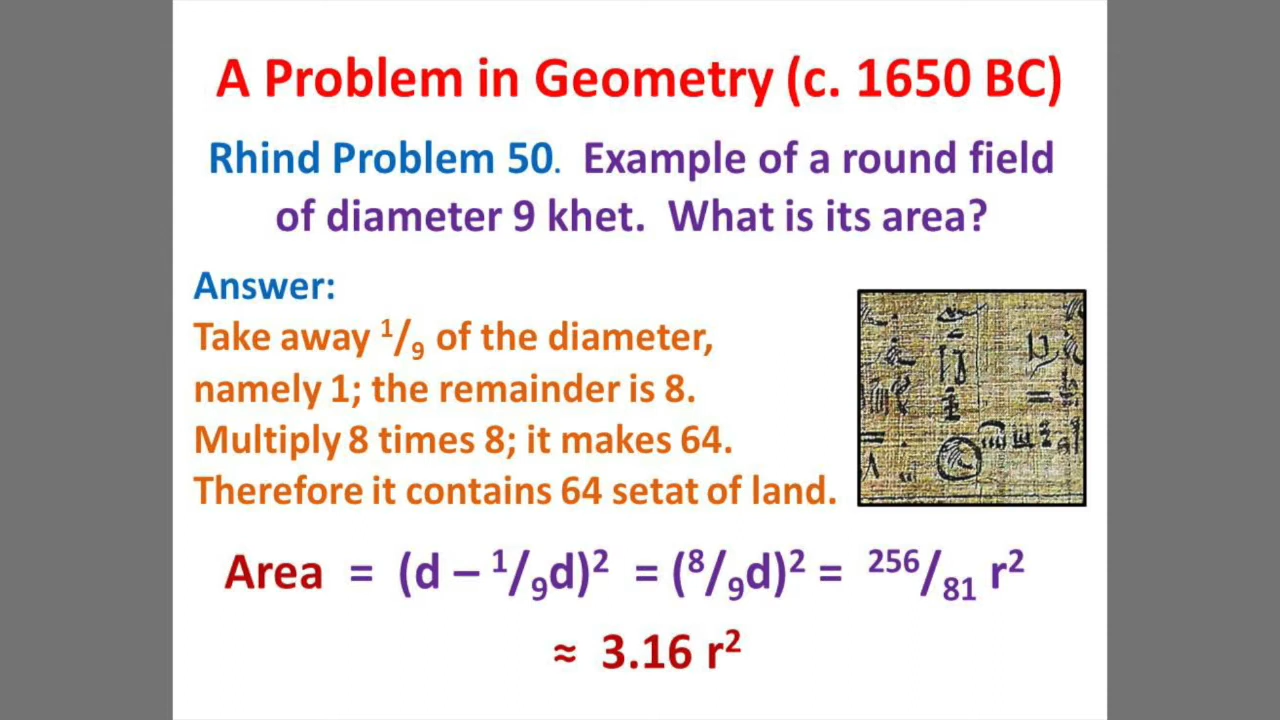 A Problem in Geometry (c. 1650 BC)
Rhind Problem 50. Example of a round field
of diameter 9 khet. What is its area?
Answer:
Take away ¹/₉ of the diameter,
namely 1; the remainder is 8.
Multiply 8 times 8; it makes 64.
Therefore it contains 64 setat of land.
Area = (d – ¹/₉d)² = (⁸/₉d)² = ²⁵⁶/₈₁ r²
≈ 3.16 r²